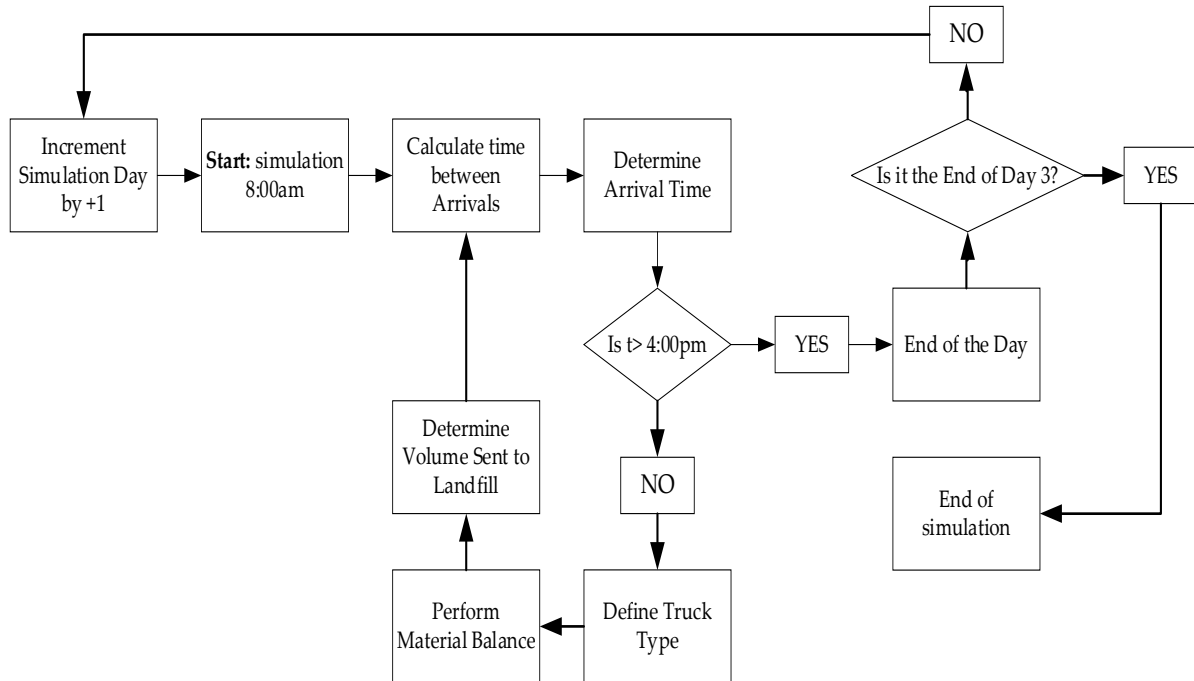 NO
Increment
Simulation Day
by +1
Start: simulation
8:00am
Calculate time
between
Arrivals
Determine
Arrival Time
Is it the End of Day 3?
YES
Is t> 4:00pm
YES
End of the Day
Determine
Volume Sent to
Landfill
NO
End of
simulation
Perform
Material Balance
Define Truck
Type